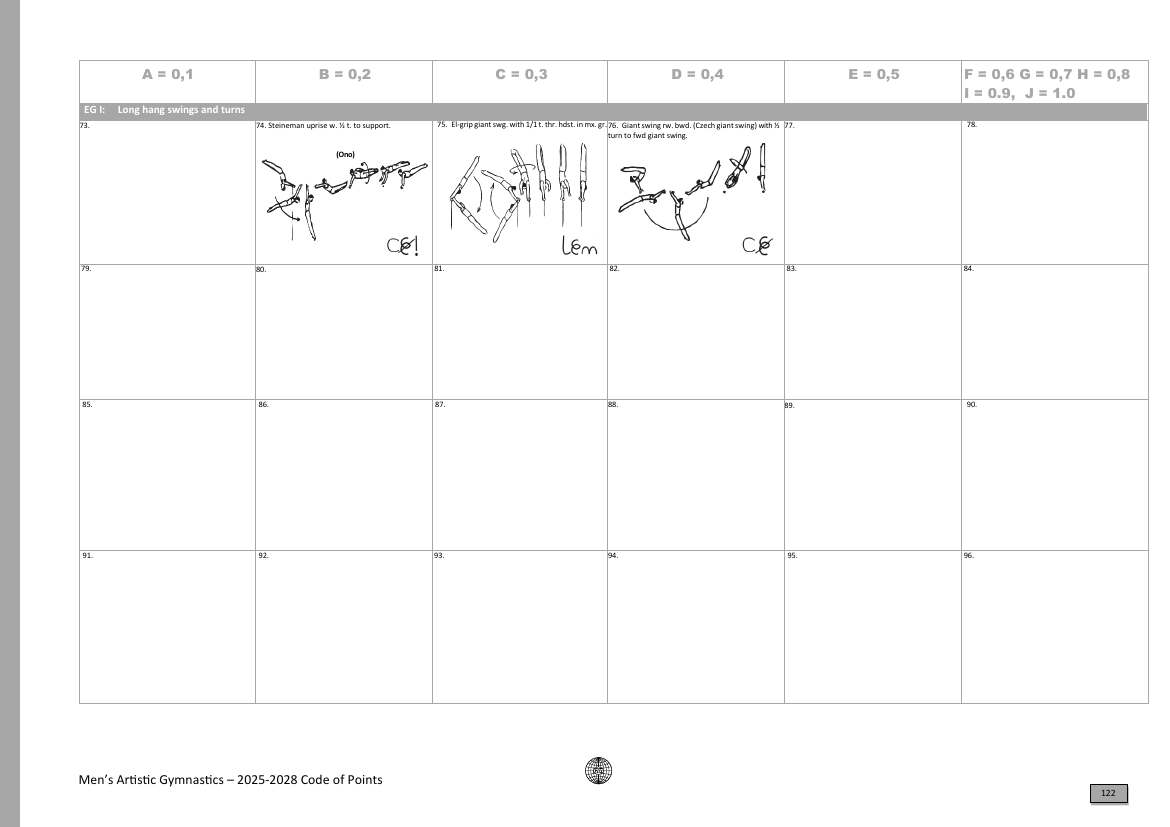 A = 0,1
B = 0,2
C = 0,3
D = 0,4
E = 0,5
F = 0,6 G = 0,7 H = 0,8
I = 0.9, J = 1.0
EG I: Long hang swings and turns
73.
74. Steineman uprise w. ½ t. to support.
(Ono)
75. El-grip giant swg. with 1/1 t. thr. hdst. in mx. gr.
76. Giant swing rw. bwd. (Czech giant swing) with ½
turn to fwd giant swing.
77.
78.
79.
80.
81.
82.
83.
84.
85.
86.
87.
88.
89.
90.
91.
92.
93.
94.
95.
96.
Men's Artistic Gymnastics – 2025-2028 Code of Points
122